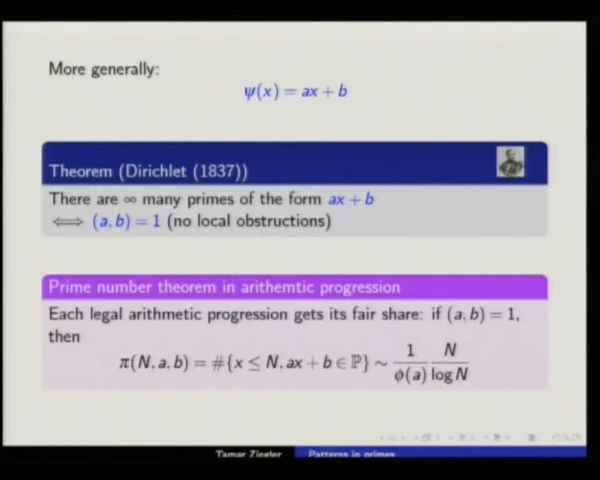 More generally:
ψ(x) = ax + b
Theorem (Dirichlet (1837))
There are ∞ many primes of the form ax + b
⟺ (a, b) = 1 (no local obstructions)
Prime number theorem in arithemtic progression
Each legal arithmetic progression gets its fair share: if (a, b) = 1,
then
π(N, a, b) = #{x ≤ N, ax + b ∈ ℙ} ∼ 1/ϕ(a) N/log N
Tamar Ziegler Patterns in primes